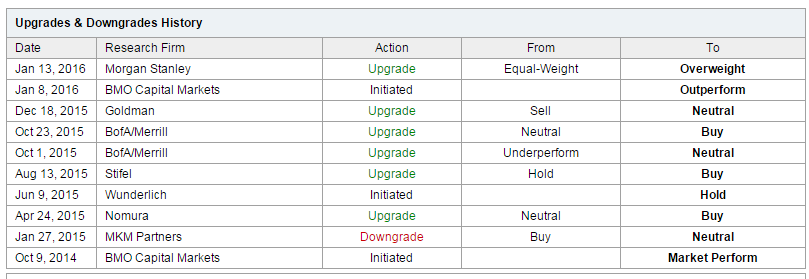 Upgrades & Downgrades History
Date Research Firm Action From To
Jan 13, 2016 Morgan Stanley Upgrade Equal-Weight Overweight
Jan 8, 2016 BMO Capital Markets Initiated Outperform
Dec 18, 2015 Goldman Upgrade Sell Neutral
Oct 23, 2015 BofA/Merrill Upgrade Neutral Buy
Oct 1, 2015 BofA/Merrill Upgrade Underperform Neutral
Aug 13, 2015 Stifel Upgrade Hold Buy
Jun 9, 2015 Wunderlich Initiated Hold
Apr 24, 2015 Nomura Upgrade Neutral Buy
Jan 27, 2015 MKM Partners Downgrade Buy Neutral
Oct 9, 2014 BMO Capital Markets Initiated Market Perform